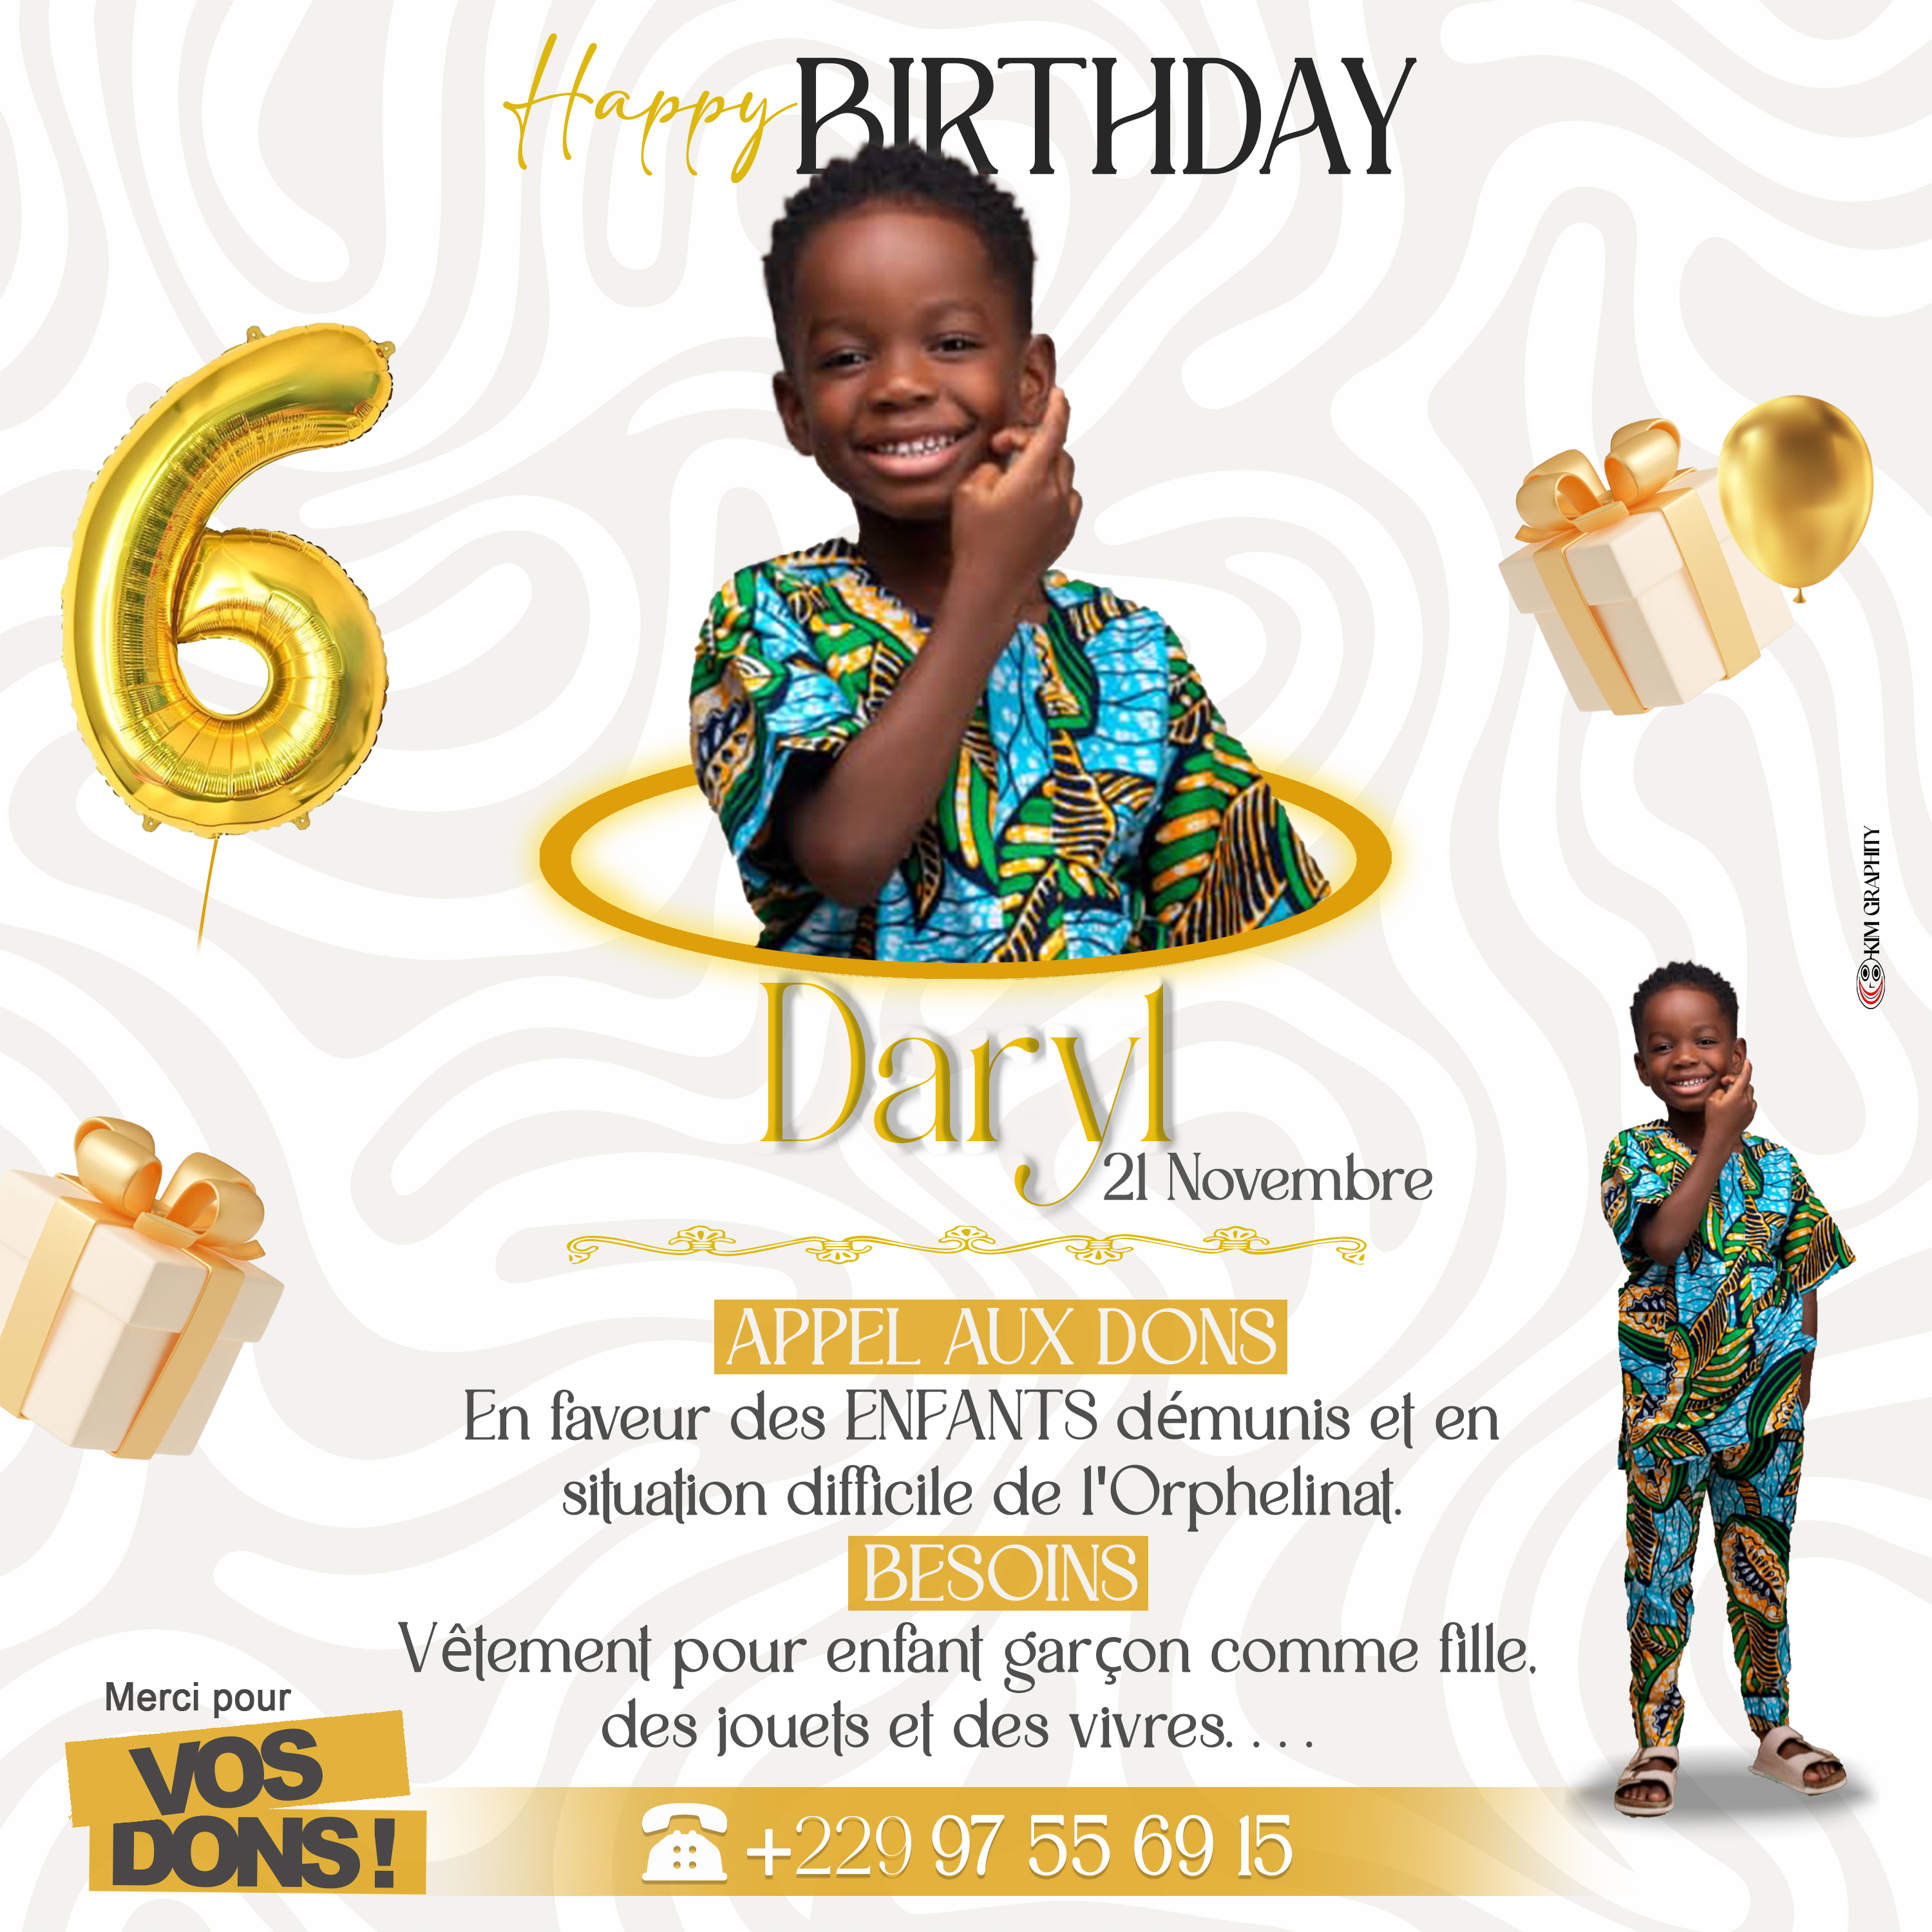 Happy BIRTHDAY
6
KIM GRAPHITY
Daryl
21 Novembre
APPEL AUX DONS
En faveur des ENFANTS démunis et en
situation difficile de l'Orphelinat.
BESOINS
Vêtement pour enfant garçon comme fille,
des jouets et des vivres. . . .
Merci pour
VOS
DONS !
+229 97 55 69 15